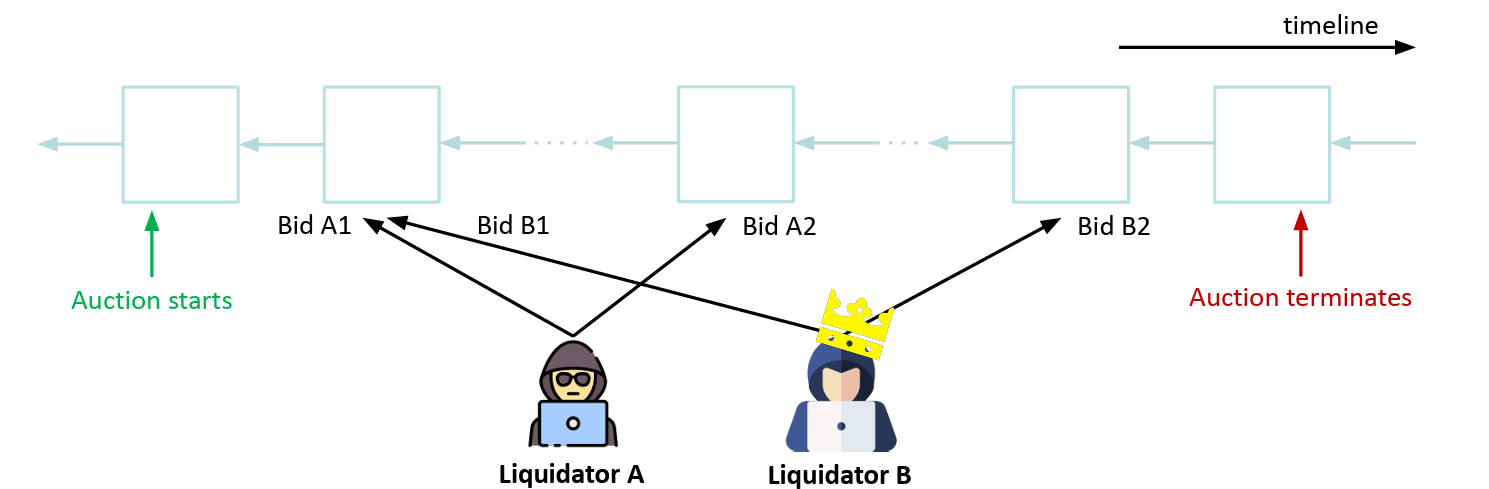 timeline
Bid A1
Bid B1
Bid A2
Bid B2
Auction starts
Auction terminates
Liquidator A
Liquidator B